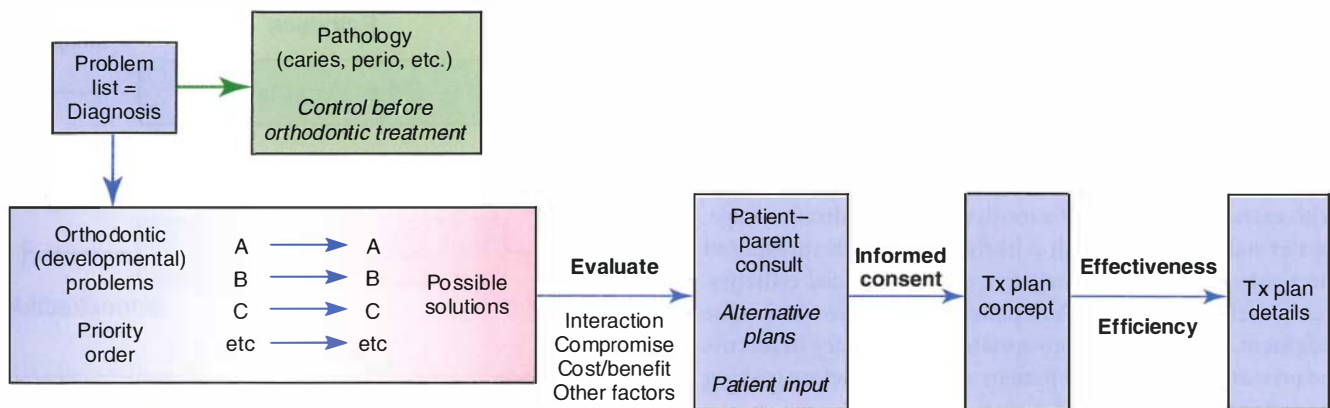 Problem
list =
Diagnosis
Pathology
(caries, perio, etc.)
Control before
orthodontic treatment
Orthodontic
(developmental)
problems
Priority
order
A A
B B
C C
etc etc
Possible
solutions
Evaluate
Interaction
Compromise
Cost/benefit
Other factors
Patient–
parent
consult
Alternative
plans
Patient input
Informed
consent
Tx plan
concept
Effectiveness
Efficiency
Tx plan
details